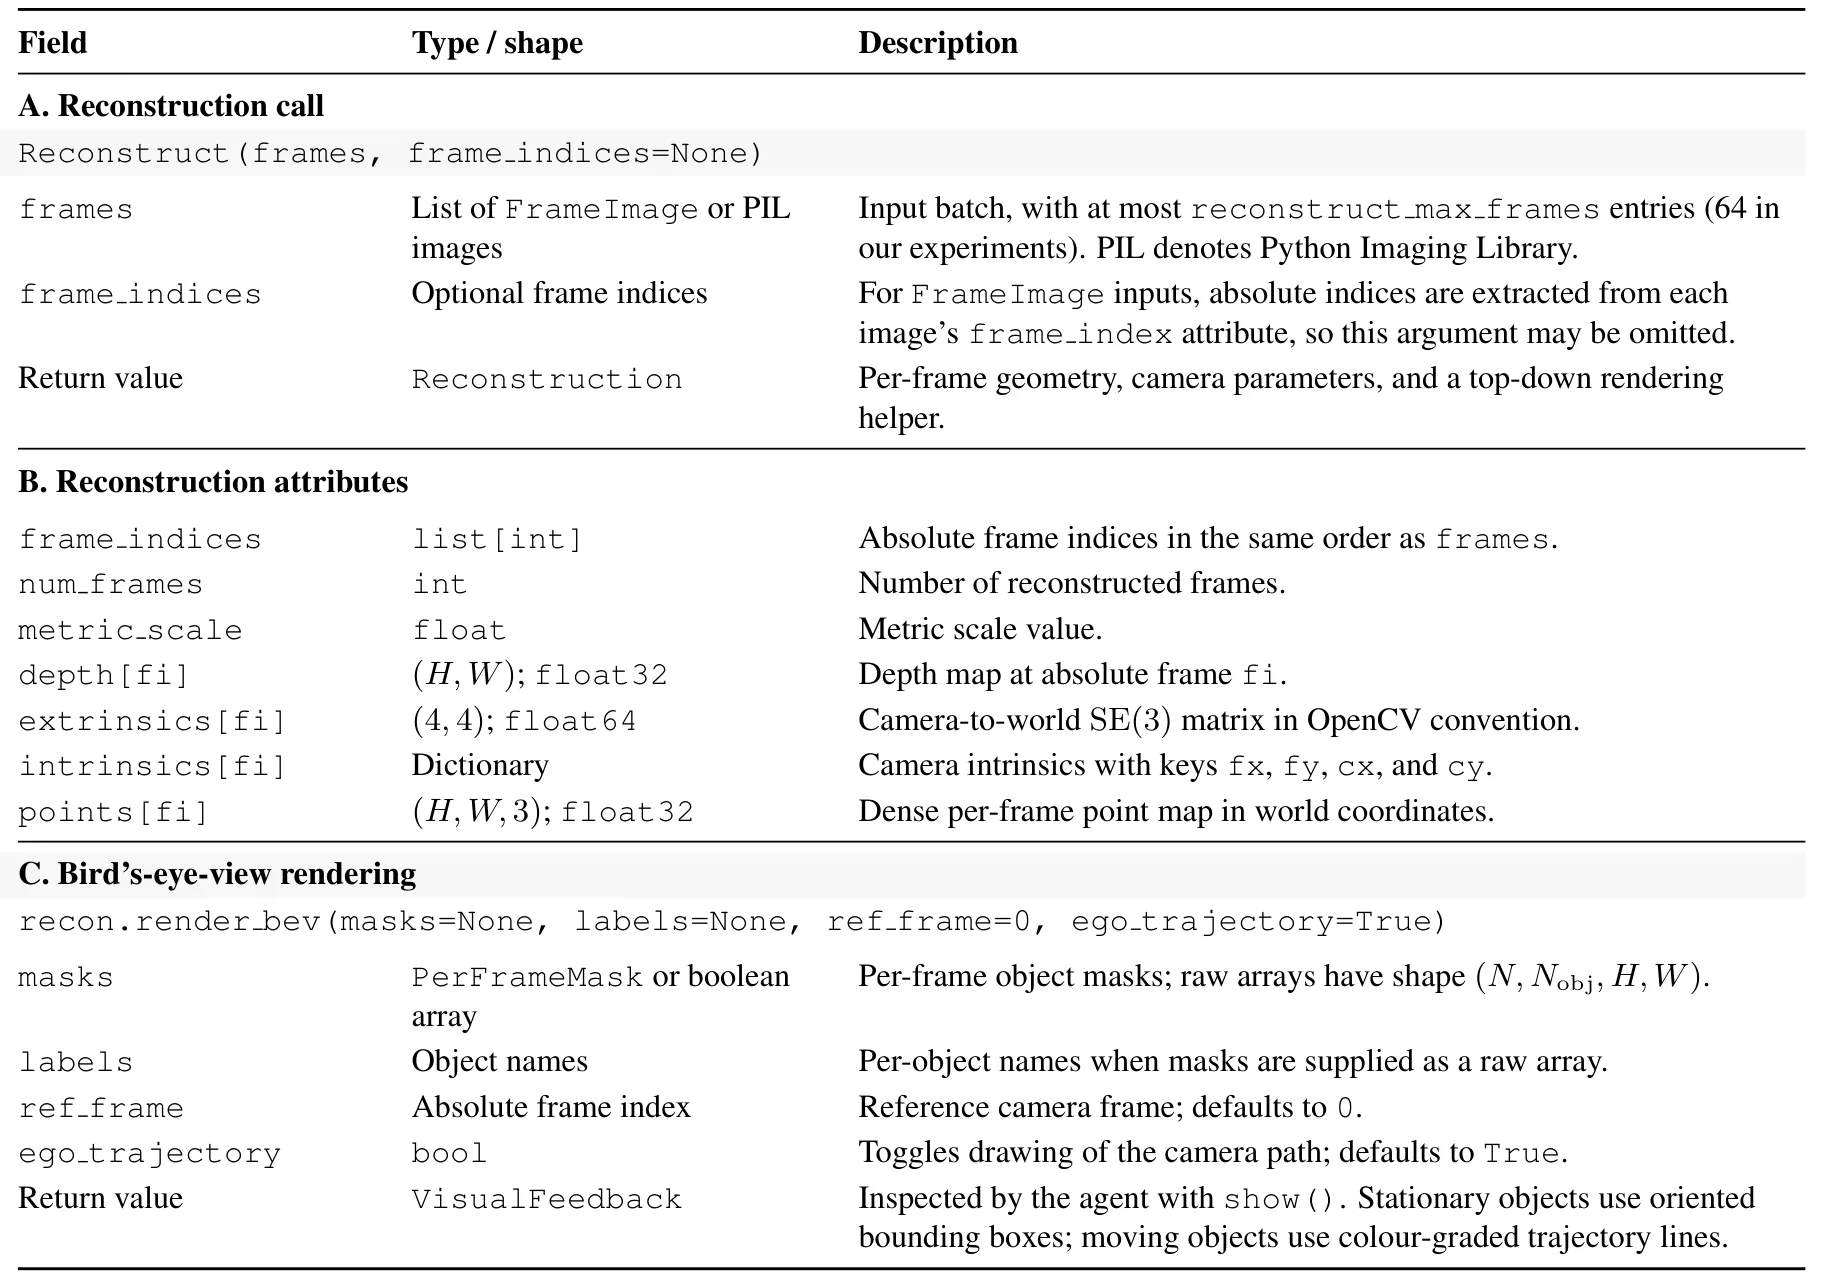 Field Type / shape Description
A. Reconstruction call
Reconstruct(frames, frame_indices=None)
frames List of FrameImage or PIL Input batch, with at most reconstruct_max_frames entries (64 in
images our experiments). PIL denotes Python Imaging Library.
frame_indices Optional frame indices For FrameImage inputs, absolute indices are extracted from each
image’s frame_index attribute, so this argument may be omitted.
Return value Reconstruction Per-frame geometry, camera parameters, and a top-down rendering
helper.
B. Reconstruction attributes
frame_indices list[int] Absolute frame indices in the same order as frames.
num_frames int Number of reconstructed frames.
metric_scale float Metric scale value.
depth[fi] (H, W); float32 Depth map at absolute frame fi.
extrinsics[fi] (4, 4); float64 Camera-to-world SE(3) matrix in OpenCV convention.
intrinsics[fi] Dictionary Camera intrinsics with keys fx, fy, cx, and cy.
points[fi] (H, W, 3); float32 Dense per-frame point map in world coordinates.
C. Bird’s-eye-view rendering
recon.render_bev(masks=None, labels=None, ref_frame=0, ego_trajectory=True)
masks PerFrameMask or boolean Per-frame object masks; raw arrays have shape (N, N_obj, H, W).
array
labels Object names Per-object names when masks are supplied as a raw array.
ref_frame Absolute frame index Reference camera frame; defaults to 0.
ego_trajectory bool Toggles drawing of the camera path; defaults to True.
Return value VisualFeedback Inspected by the agent with show(). Stationary objects use oriented
bounding boxes; moving objects use colour-graded trajectory lines.